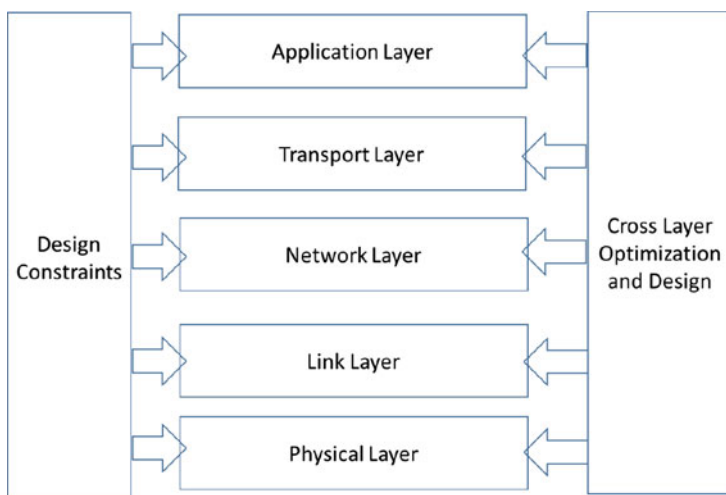 Application Layer
Transport Layer
Design
Constraints
Network Layer
Cross Layer
Optimization
and Design
Link Layer
Physical Layer